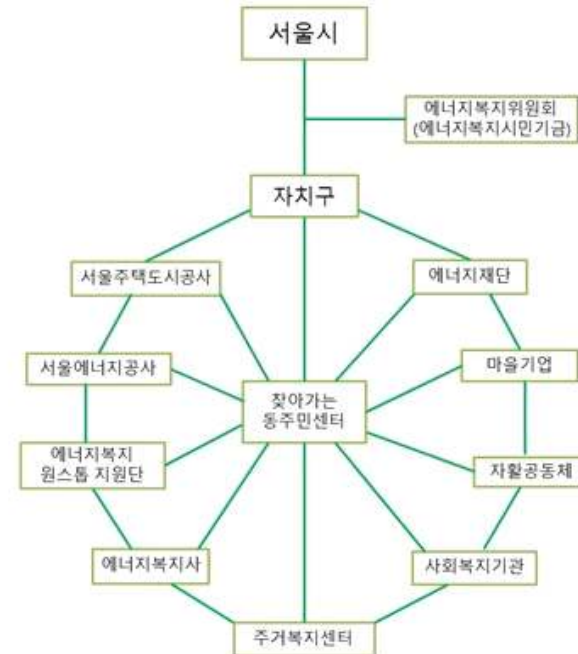 서울시
에너지복지위원회
(에너지복지시민기금)
자치구
서울주택도시공사
에너지재단
서울에너지공사
마을기업
찾아가는
동주민센터
에너지복지
원스톱 지원단
자활공동체
에너지복지사
사회복지기관
주거복지센터